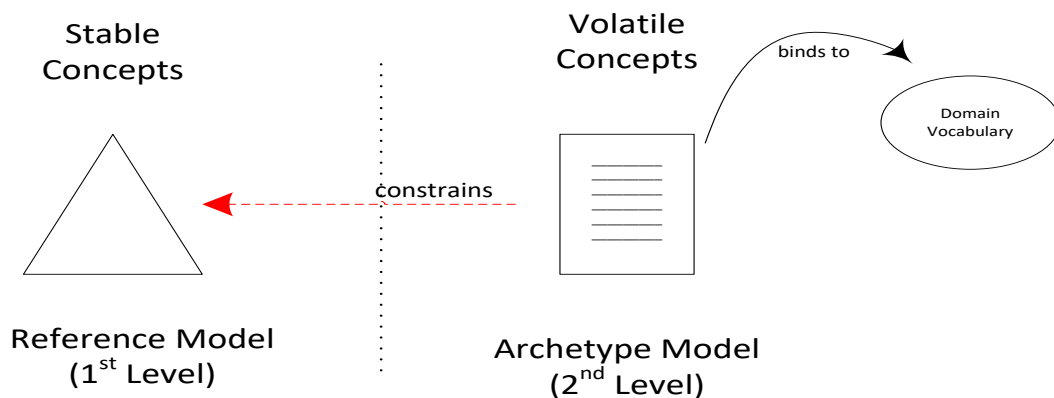 Stable
Concepts
Volatile
Concepts
binds to
Domain
Vocabulary
constrains
Reference Model
(1st Level)
Archetype Model
(2nd Level)